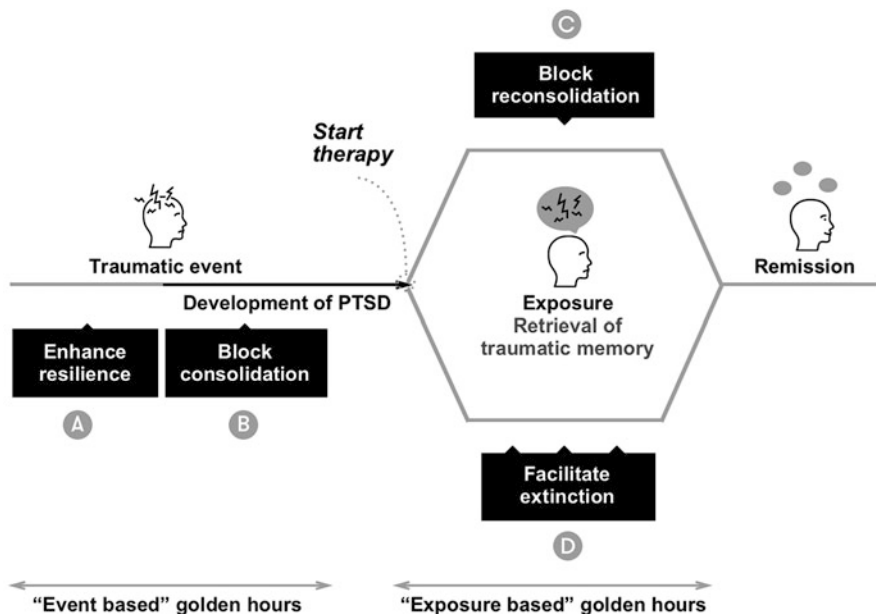 C
Block
reconsolidation
Start
therapy
Traumatic event
Remission
Development of PTSD
Exposure
Retrieval of
traumatic memory
Enhance
resilience
Block
consolidation
A
B
Facilitate
extinction
D
“Event based” golden hours
“Exposure based” golden hours